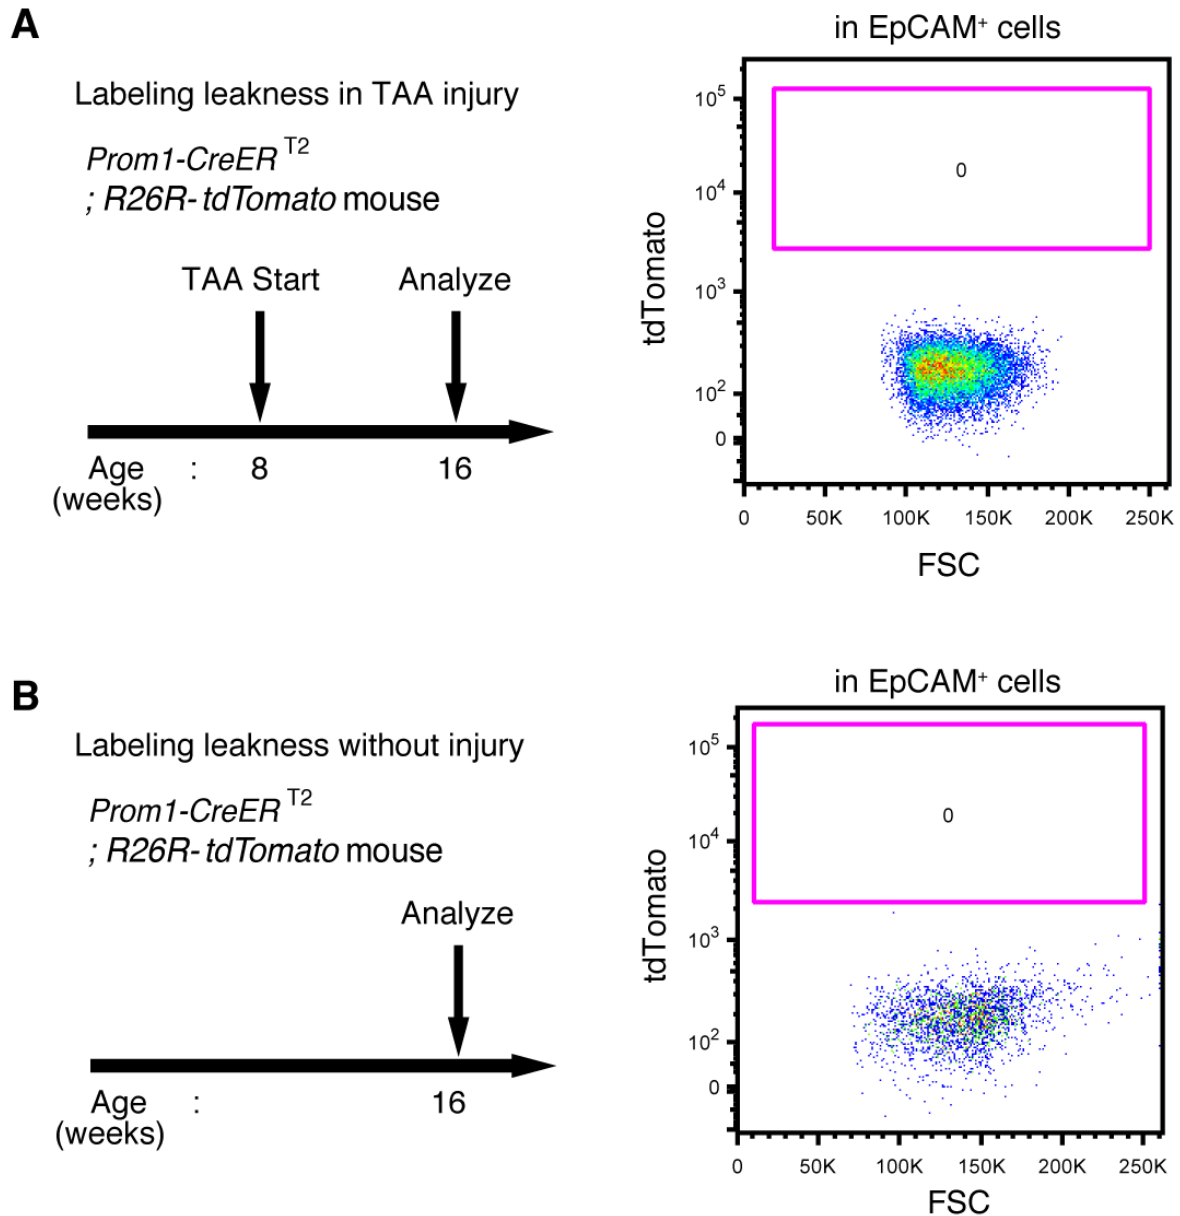 A
Labeling leakness in TAA injury
Prom1-CreER T2
; R26R-tdTomato mouse
TAA Start
Analyze
Age
:
8
16
(weeks)
in EpCAM+ cells
10^5
10^4
10^3
10^2
0
0
tdTomato
0
50K
100K
150K
200K
250K
FSC
B
Labeling leakness without injury
Prom1-CreER T2
; R26R-tdTomato mouse
Analyze
Age
:
16
(weeks)
in EpCAM+ cells
10^5
10^4
10^3
10^2
0
0
tdTomato
0
50K
100K
150K
200K
250K
FSC